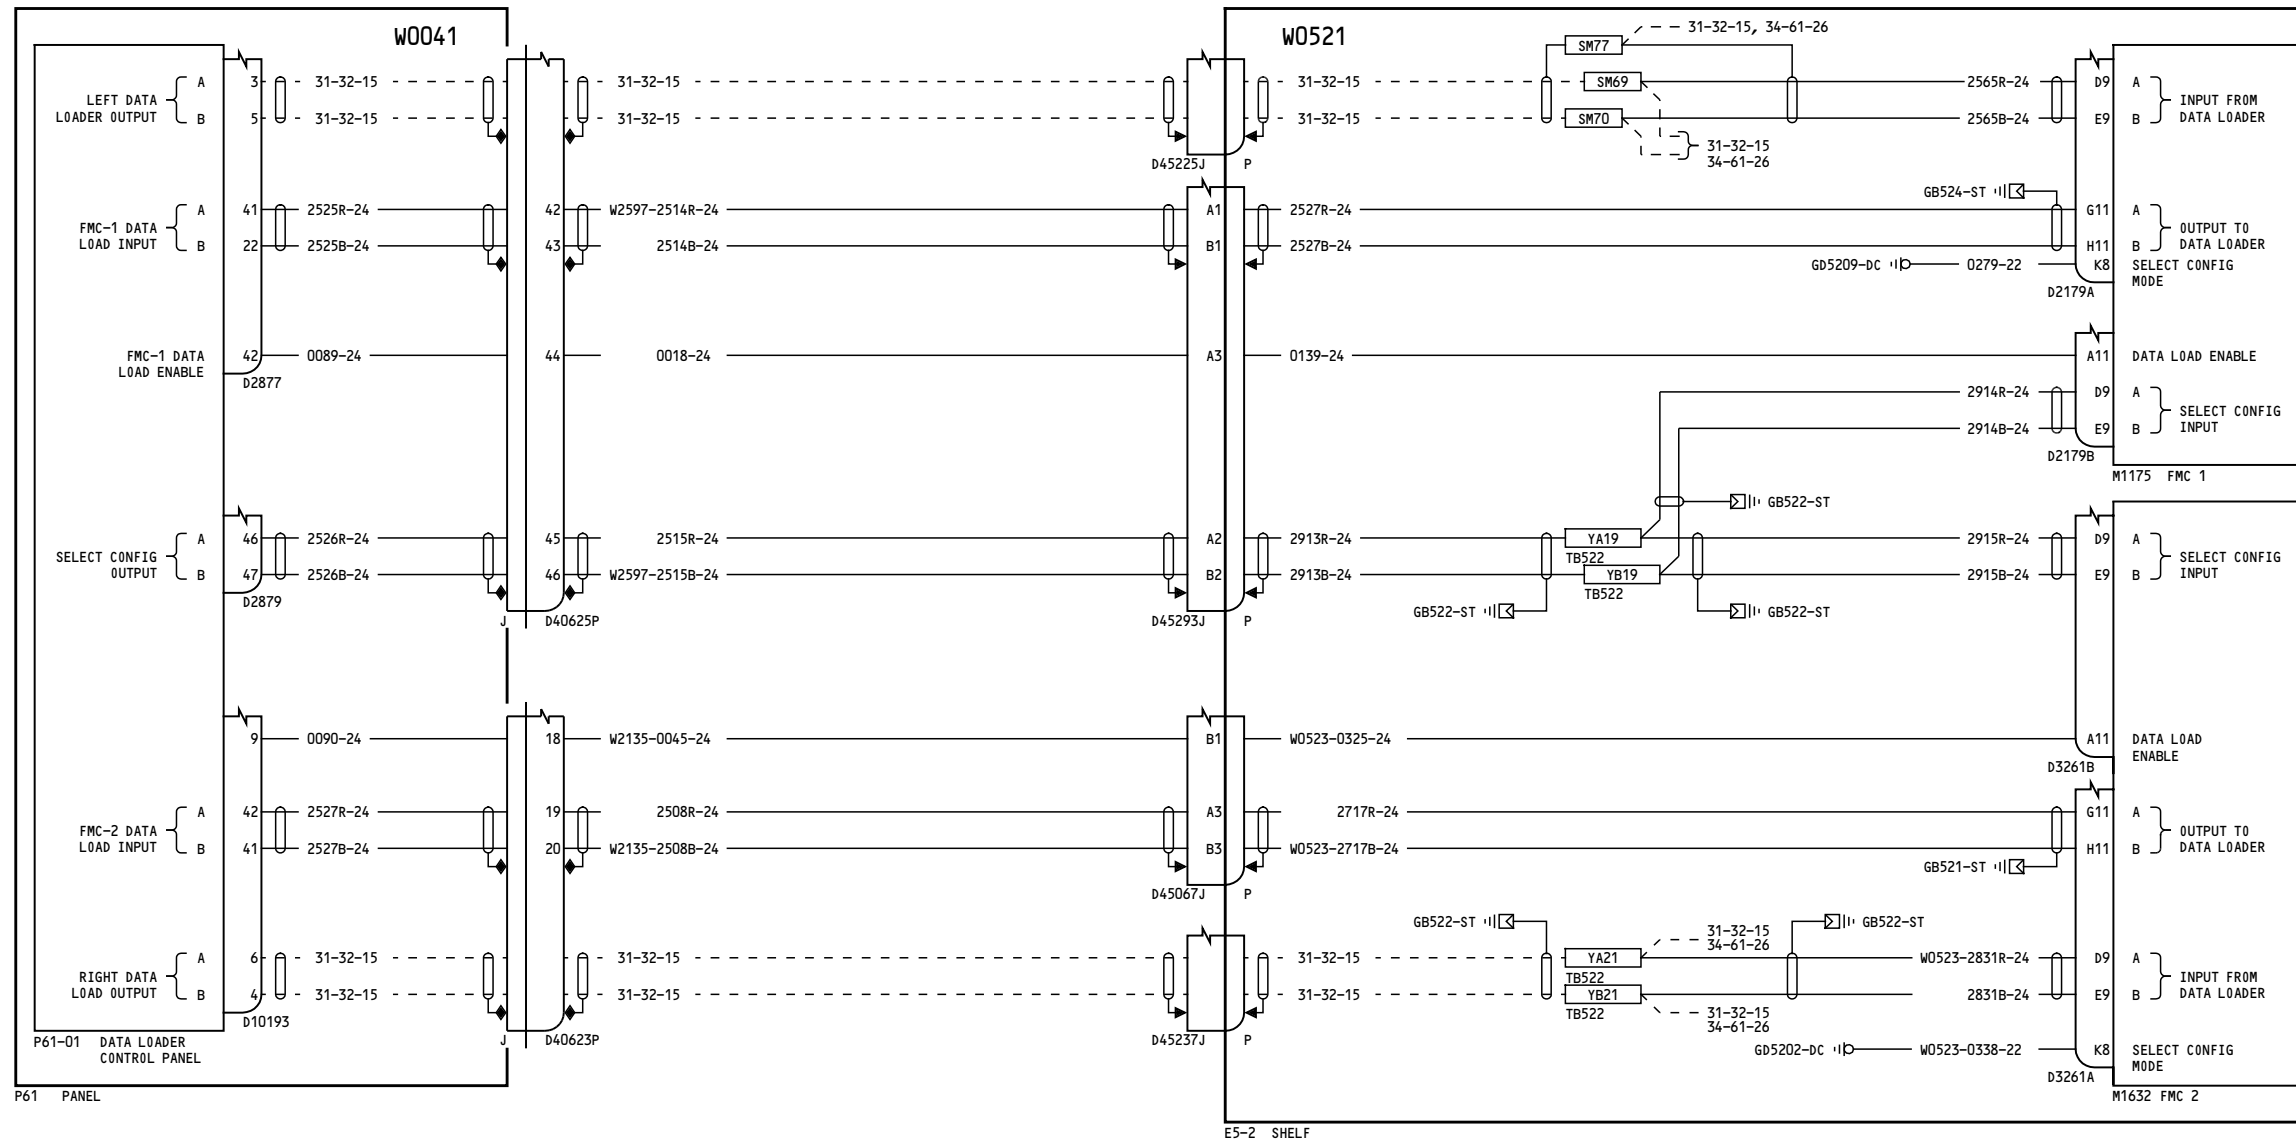 W0041
W0521
SM77 31-32-15, 34-61-26
LEFT DATA
LOADER OUTPUT
A 3 31-32-15 31-32-15 31-32-15 SM69 2565R-24 D9 A
B 5 31-32-15 31-32-15 31-32-15 SM70 2565B-24 E9 B
INPUT FROM
DATA LOADER
31-32-15
34-61-26
D45225J P
GB524-ST
FMC-1 DATA
LOAD INPUT
A 41 2525R-24 42 W2597-2514R-24 A1 2527R-24 G11 A
B 22 2525B-24 43 2514B-24 B1 2527B-24 H11 B
OUTPUT TO
DATA LOADER
GD5209-DC 0279-22 K8 SELECT CONFIG
MODE
D2179A
FMC-1 DATA
LOAD ENABLE
42 0089-24 44 0018-24 A3 0139-24 A11 DATA LOAD ENABLE
D2877
2914R-24 D9 A
2914B-24 E9 B
SELECT CONFIG
INPUT
D2179B
M1175 FMC 1
GB522-ST
SELECT CONFIG
OUTPUT
A 46 2526R-24 45 2515R-24 A2 2913R-24 YA19 2915R-24 D9 A
TB522
B 47 2526B-24 46 W2597-2515B-24 B2 2913B-24 YB19 2915B-24 E9 B
TB522
SELECT CONFIG
INPUT
D2879
GB522-ST GB522-ST
J D40625P D45293J P
9 0090-24 18 W2135-0045-24 B1 W0523-0325-24 A11 DATA LOAD
ENABLE
D3261B
FMC-2 DATA
LOAD INPUT
A 42 2527R-24 19 2508R-24 A3 2717R-24 G11 A
B 41 2527B-24 20 W2135-2508B-24 B3 W0523-2717B-24 H11 B
OUTPUT TO
DATA LOADER
GB521-ST
D45067J P
GB522-ST GB522-ST
31-32-15
34-61-26
RIGHT DATA
LOAD OUTPUT
A 6 31-32-15 31-32-15 31-32-15 YA21 W0523-2831R-24 D9 A
TB522
B 4 31-32-15 31-32-15 31-32-15 YB21 2831B-24 E9 B
TB522
INPUT FROM
DATA LOADER
31-32-15
34-61-26
D10193
J D40623P D45237J P
GD5202-DC W0523-0338-22 K8 SELECT CONFIG
MODE
D3261A
P61-01 DATA LOADER
CONTROL PANEL
P61 PANEL
M1632 FMC 2
E5-2 SHELF